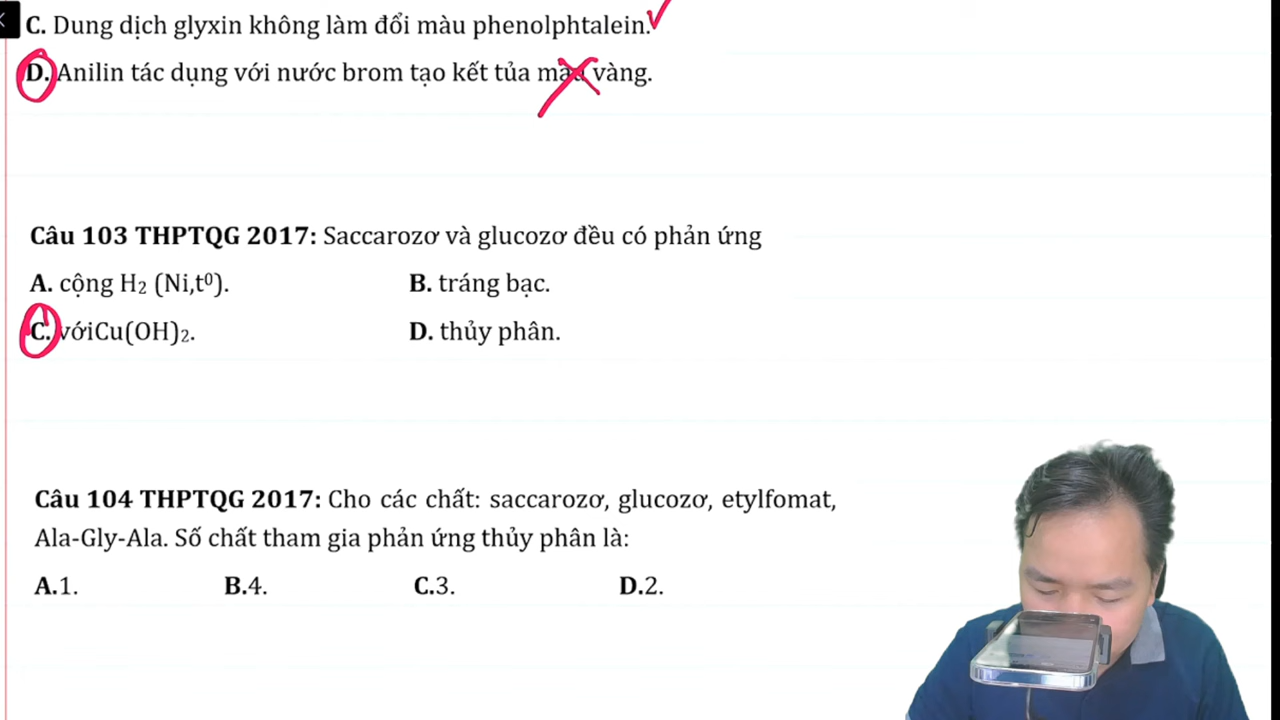 C. Dung dịch glyxin không làm đổi màu phenolphtalein.
D. Anilin tác dụng với nước brom tạo kết tủa màu vàng.
Câu 103 THPTQG 2017: Saccarozơ và glucozơ đều có phản ứng
A. cộng H₂ (Ni,t⁰).
B. tráng bạc.
C. vớiCu(OH)₂.
D. thủy phân.
Câu 104 THPTQG 2017: Cho các chất: saccarozơ, glucozơ, etylfomat,
Ala-Gly-Ala. Số chất tham gia phản ứng thủy phân là:
A.1.
B.4.
C.3.
D.2.